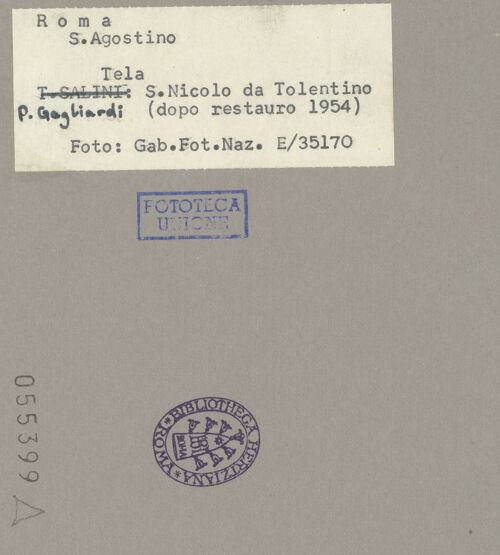 Roma
S.Agostino
Tela
T.SALINI: S.Nicolo da Tolentino
P. Gagliardi (dopo restauro 1954)
Foto: Gab.Fot.Naz. E/35170
FOTOTECA
UNIONE
055399
BIBLIOTHECA HERTZIANA * ROMA *